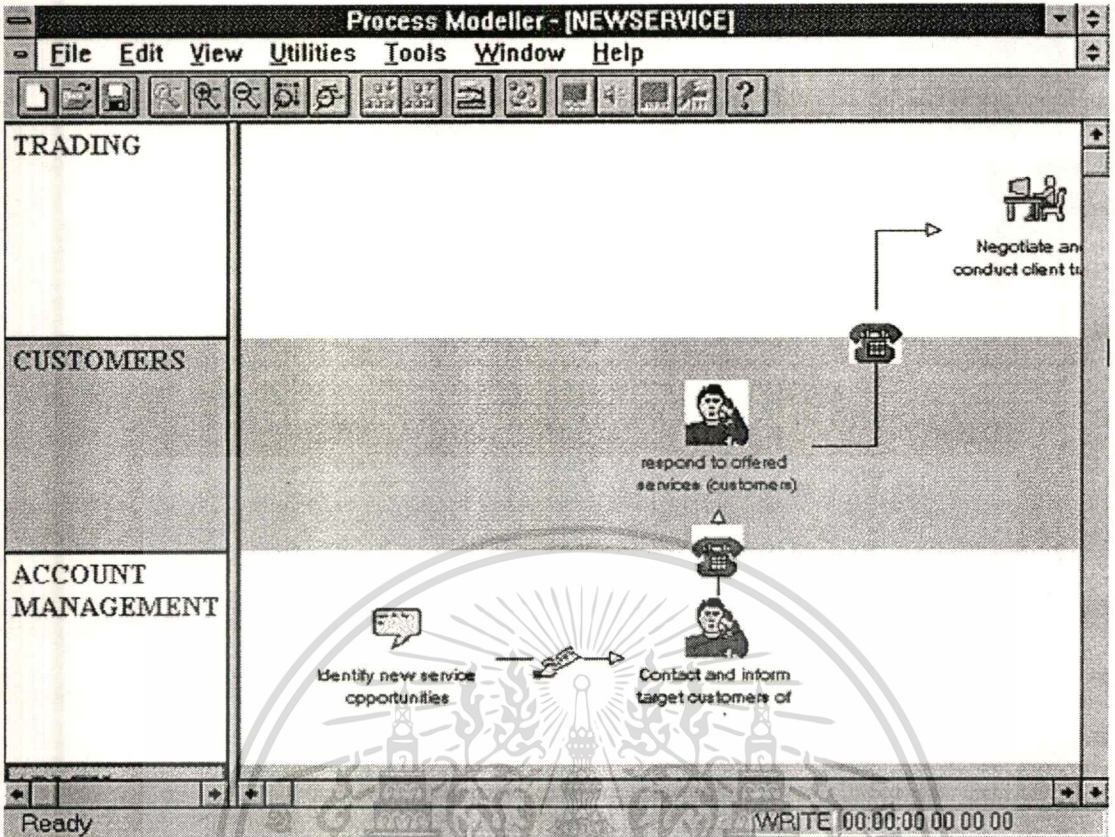 Process Modeller - [NEWSERVICE]
File Edit View Utilities Tools Window Help
?
TRADING
Negotiate an
conduct client t
CUSTOMERS
respond to offered
services (customers)
ACCOUNT
MANAGEMENT
Identify new service
opportunities
Contact and inform
target customers of
Ready
WRITE 00:00:00 00 00 00